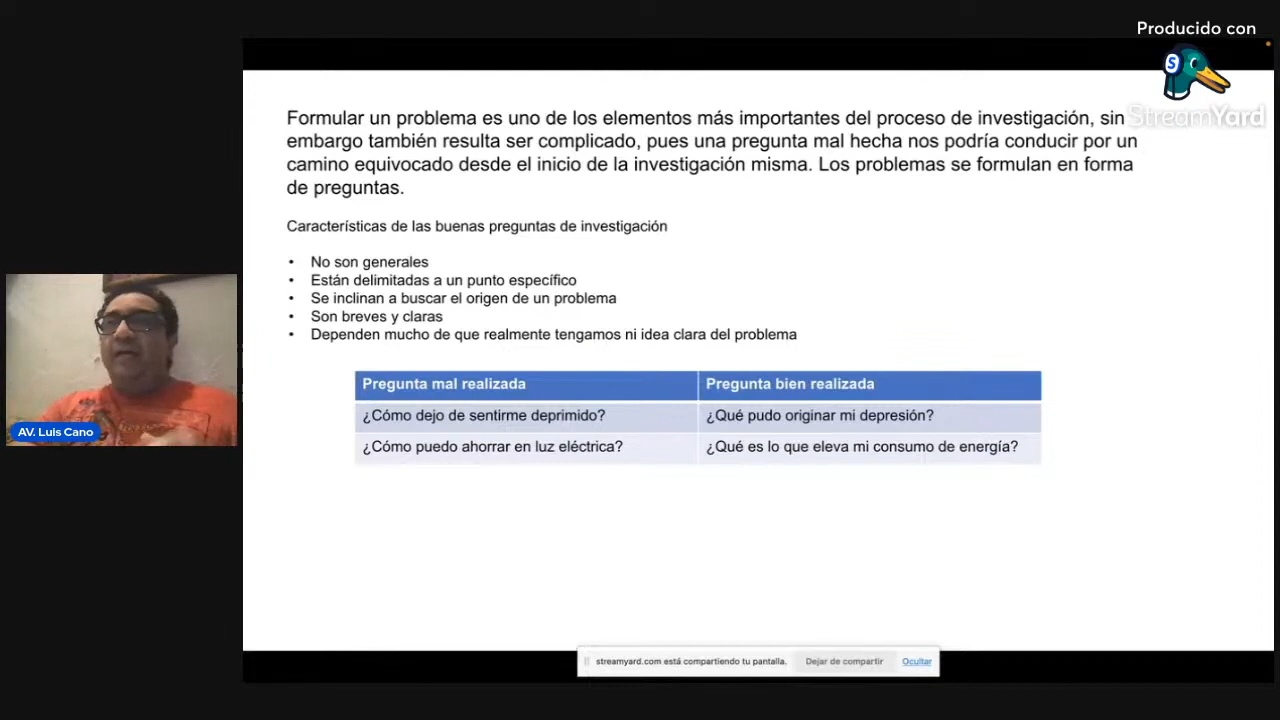 Producido con
StreamYard
Formular un problema es uno de los elementos más importantes del proceso de investigación, sin
embargo también resulta ser complicado, pues una pregunta mal hecha nos podría conducir por un
camino equivocado desde el inicio de la investigación misma. Los problemas se formulan en forma
de preguntas.
Características de las buenas preguntas de investigación
• No son generales
• Están delimitadas a un punto específico
• Se inclinan a buscar el origen de un problema
• Son breves y claras
• Dependen mucho de que realmente tengamos ni idea clara del problema
Pregunta mal realizada Pregunta bien realizada
¿Cómo dejo de sentirme deprimido? ¿Qué pudo originar mi depresión?
¿Cómo puedo ahorrar en luz eléctrica? ¿Qué es lo que eleva mi consumo de energía?
AV. Luis Cano
streamyard.com está compartiendo tu pantalla. Dejar de compartir Ocultar